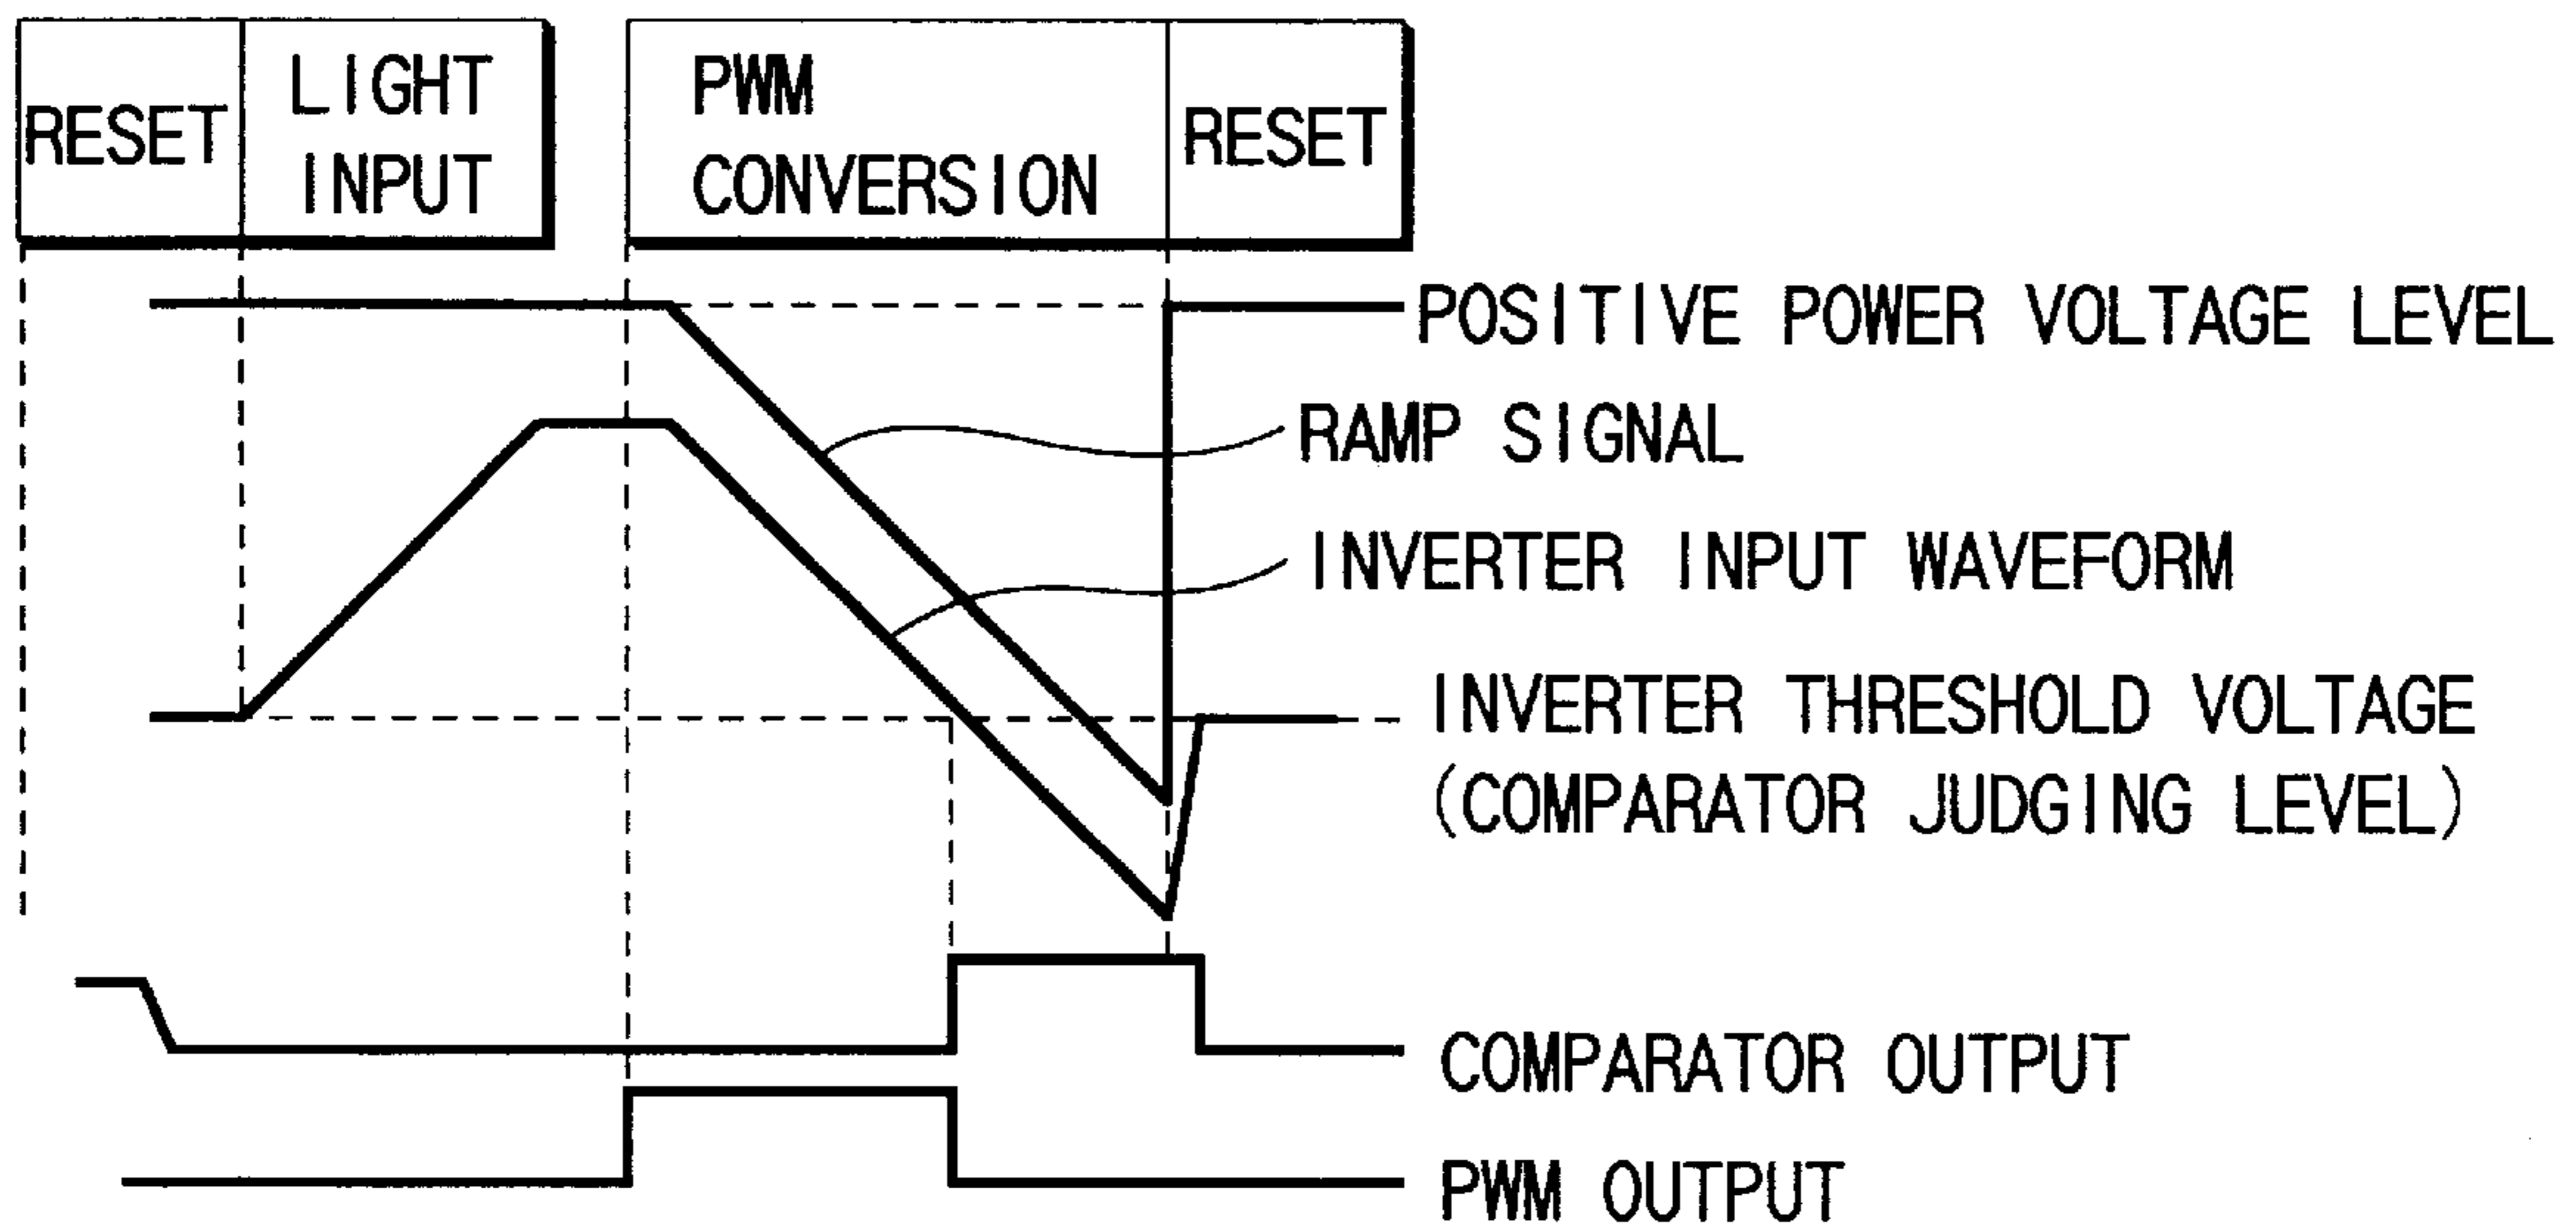 RESET
LIGHT
INPUT
PWM
CONVERSION
RESET
POSITIVE POWER VOLTAGE LEVEL
RAMP SIGNAL
INVERTER INPUT WAVEFORM
INVERTER THRESHOLD VOLTAGE
(COMPARATOR JUDGING LEVEL)
COMPARATOR OUTPUT
PWM OUTPUT